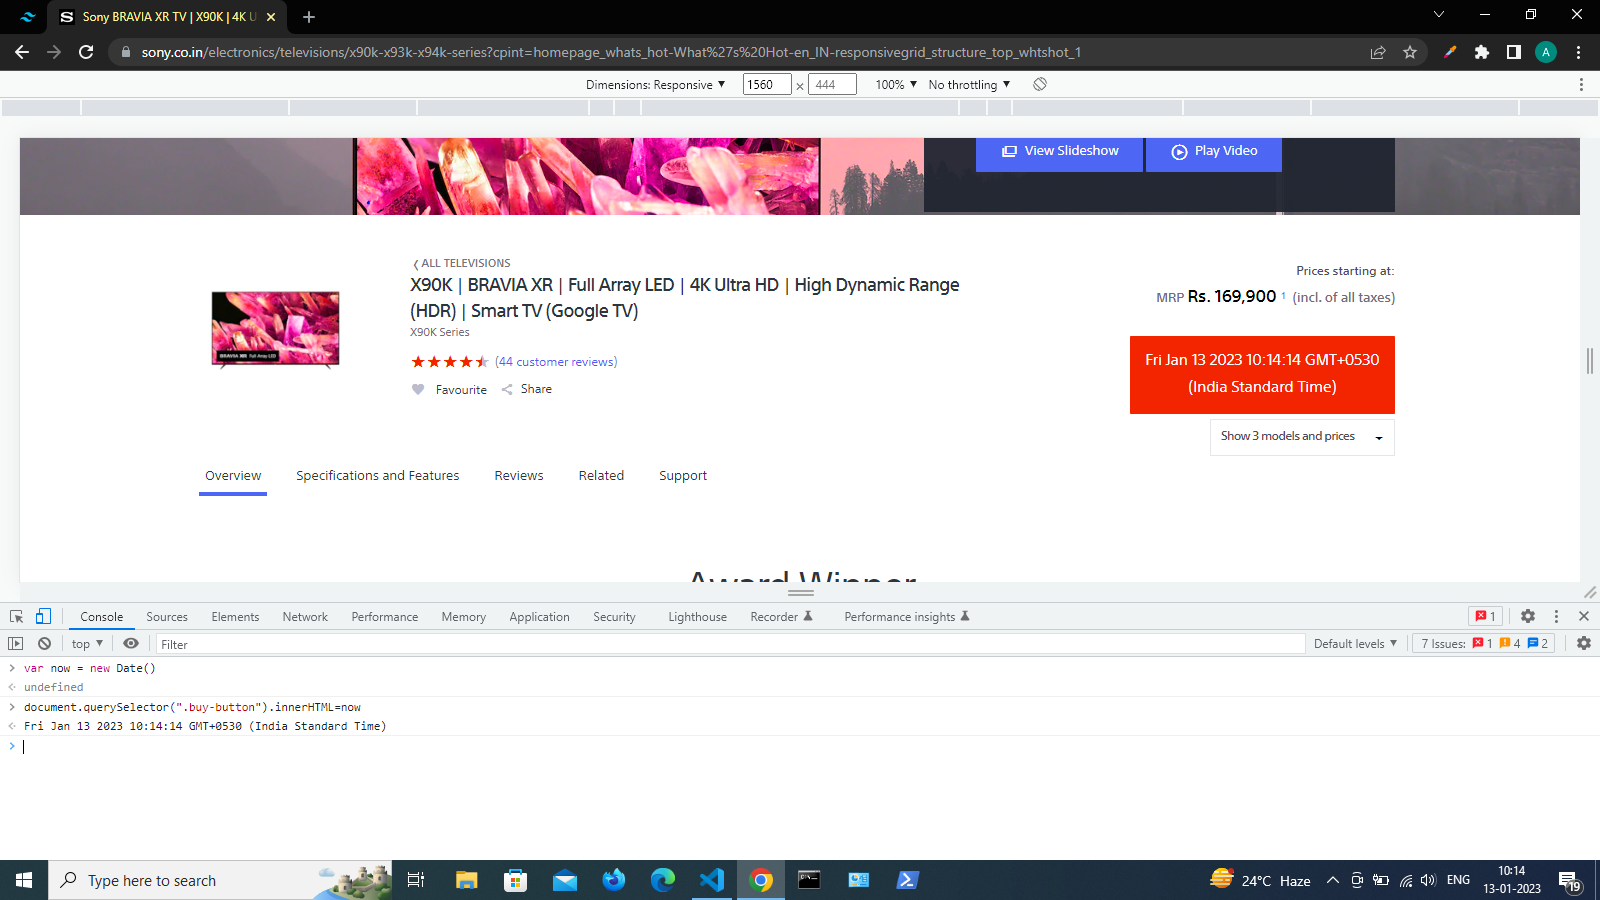 Sony BRAVIA XR TV | X90K | 4K U
sony.co.in/electronics/televisions/x90k-x93k-x94k-series?cpint=homepage_whats_hot-What%27s%20Hot-en_IN-responsivegrid_structure_top_whtshot_1
A
Dimensions: Responsive ▼ 1560 × 444 100% ▼ No throttling ▼
View Slideshow
Play Video
ALL TELEVISIONS
X90K | BRAVIA XR | Full Array LED | 4K Ultra HD | High Dynamic Range
(HDR) | Smart TV (Google TV)
X90K Series
(44 customer reviews)
Favourite Share
BRAVIA XR Full Array LED
Prices starting at:
MRP Rs. 169,900 1 (incl. of all taxes)
Fri Jan 13 2023 10:14:14 GMT+0530
(India Standard Time)
Show 3 models and prices
Overview Specifications and Features Reviews Related Support
Award Winner
Console Sources Elements Network Performance Memory Application Security Lighthouse Recorder Performance insights 1
top ▼ Filter Default levels ▼ 7 Issues: 1 4 2
var now = new Date()
undefined
document.querySelector(".buy-button").innerHTML=now
Fri Jan 13 2023 10:14:14 GMT+0530 (India Standard Time)
Type here to search
24°C Haze
ENG
10:14
13-01-2023
19